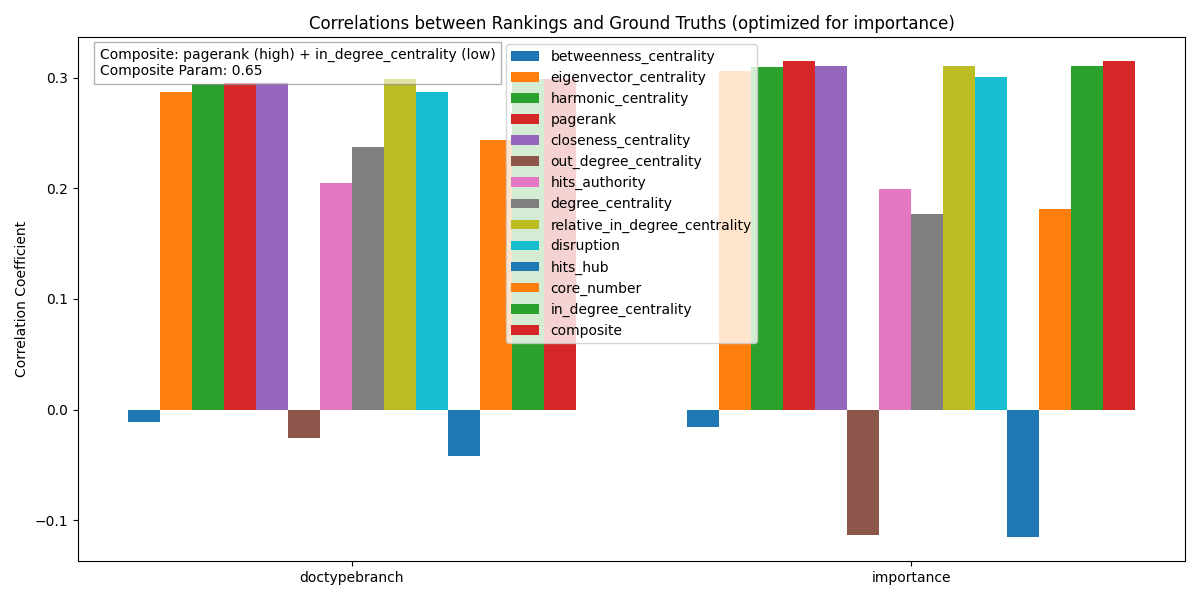 Correlations between Rankings and Ground Truths (optimized for importance)
Composite: pagerank (high) + in_degree_centrality (low)
Composite Param: 0.65
betweenness_centrality
eigenvector_centrality
harmonic_centrality
pagerank
closeness_centrality
out_degree_centrality
hits_authority
degree_centrality
relative_in_degree_centrality
disruption
hits_hub
core_number
in_degree_centrality
composite
Correlation Coefficient
0.3
0.2
0.1
0.0
−0.1
doctypebranch
importance